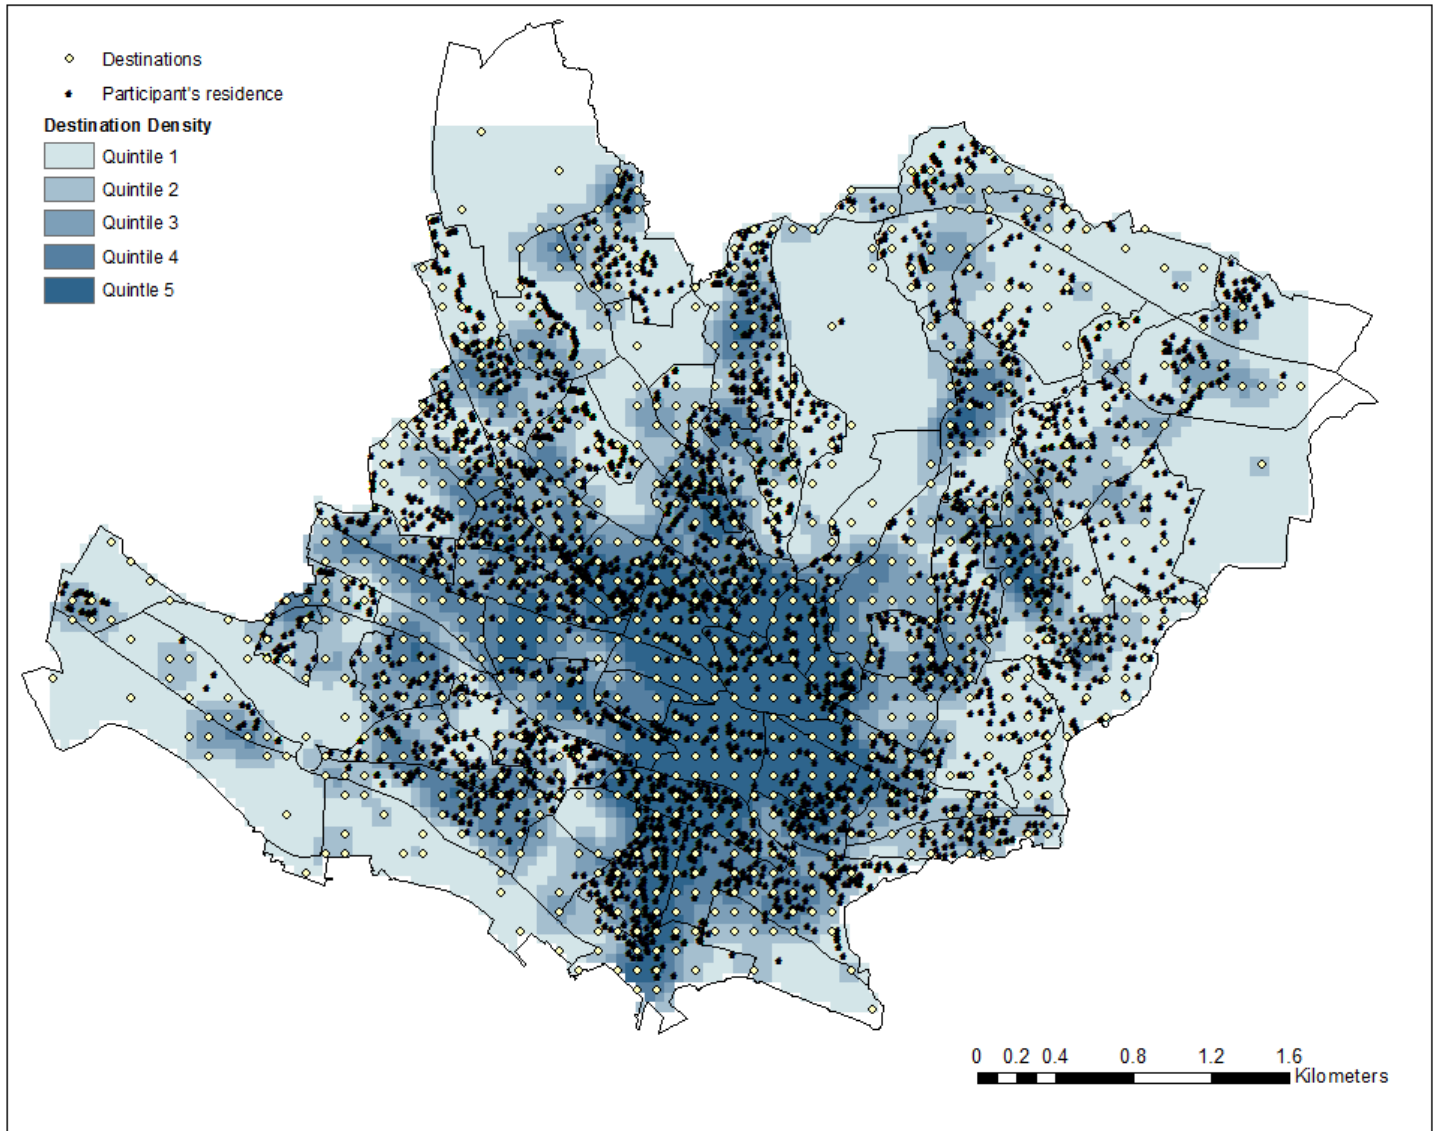 Destinations
Participant's residence
Destination Density
Quintile 1
Quintile 2
Quintile 3
Quintile 4
Quintle 5
0 0.2 0.4 0.8 1.2 1.6
Kilometers